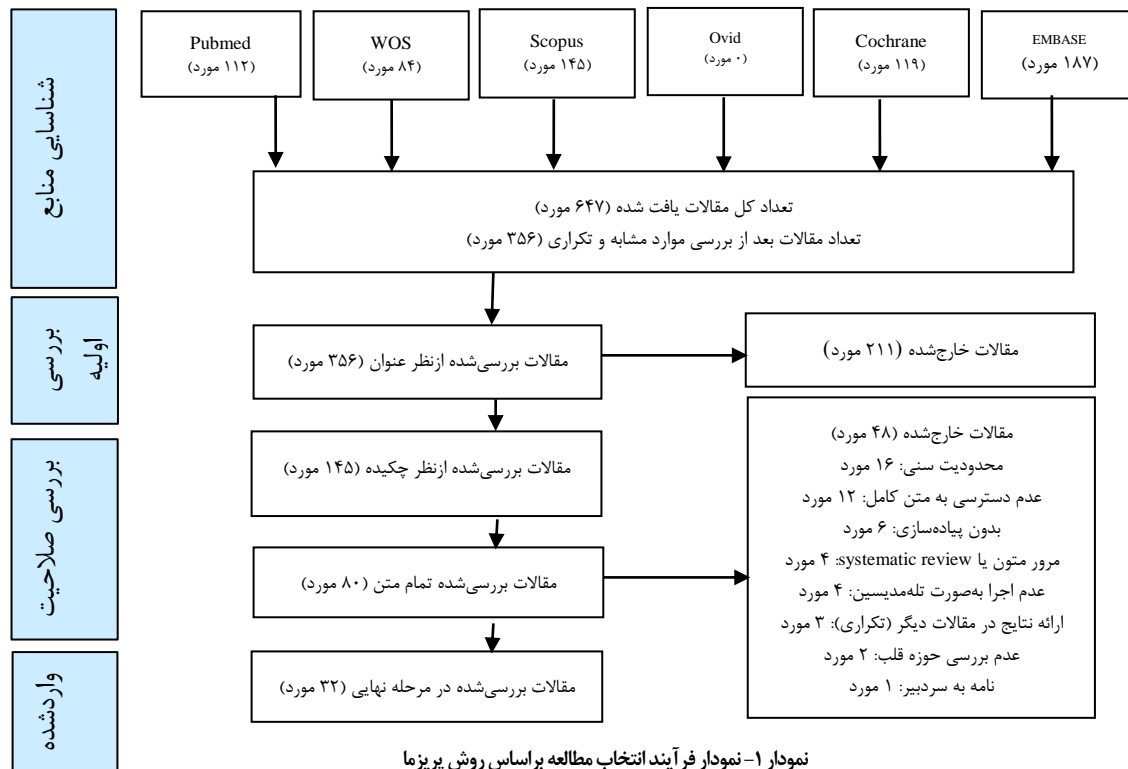 Pubmed
(۱۱۲ مورد)
WOS
(۸۴ مورد)
Scopus
(۱۴۵ مورد)
Ovid
(۰ مورد)
Cochrane
(۱۱۹ مورد)
EMBASE
(۱۸۷ مورد)
شناسایی منابع
تعداد کل مقالات یافت شده (۶۴۷ مورد)
تعداد مقالات بعد از بررسی موارد مشابه و تکراری (۳۵۶ مورد)
بررسی
اولیه
مقالات بررسی‌شده ازنظر عنوان (۳۵۶ مورد)
مقالات خارج‌شده (۲۱۱ مورد)
بررسی صلاحیت
مقالات بررسی‌شده ازنظر چکیده (۱۴۵ مورد)
مقالات بررسی‌شده تمام متن (۸۰ مورد)
مقالات خارج‌شده (۴۸ مورد)
محدودیت سنی: ۱۶ مورد
عدم دسترسی به متن کامل: ۱۲ مورد
بدون پیاده‌سازی: ۶ مورد
مرور متون یا systematic review: ۴ مورد
عدم اجرا به‌صورت تله‌مدیسین: ۴ مورد
ارائه نتایج در مقالات دیگر (تکراری): ۳ مورد
عدم بررسی حوزه قلب: ۲ مورد
نامه به سردبیر: ۱ مورد
واردشده
مقالات بررسی‌شده در مرحله نهایی (۳۲ مورد)
نمودار ۱- نمودار فرآیند انتخاب مطالعه براساس روش پریزما